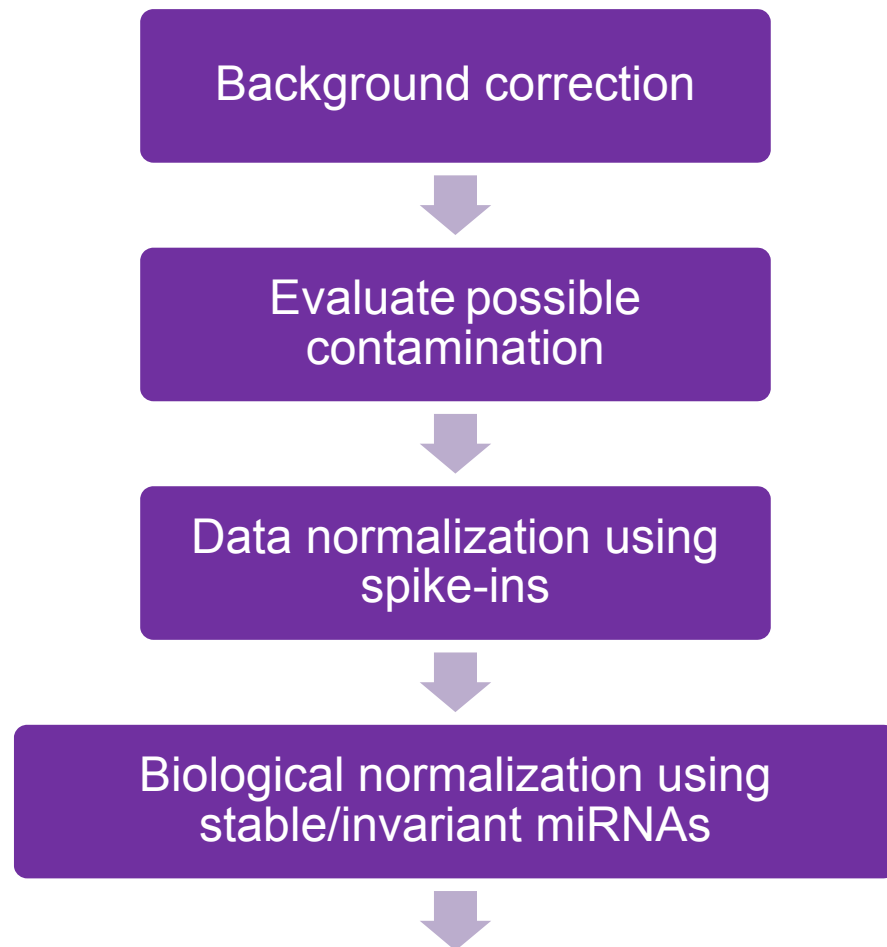 Background correction
Evaluate possible
contamination
Data normalization using
spike-ins
Biological normalization using
stable/invariant miRNAs